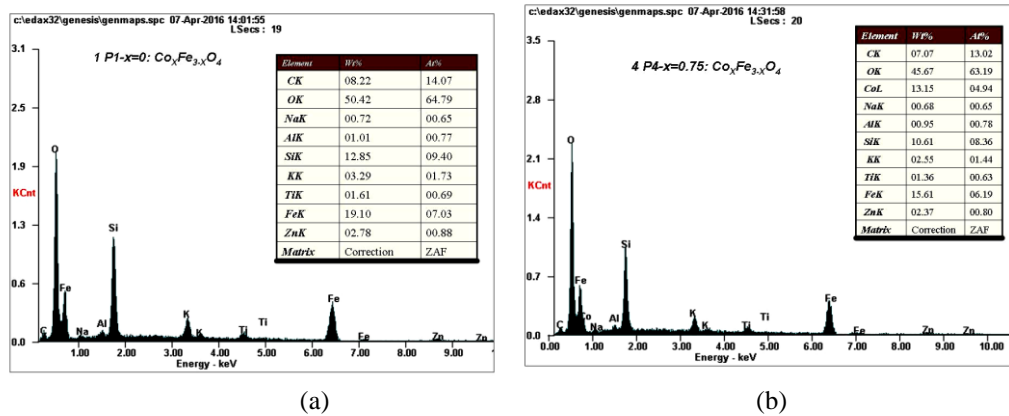 c:\edax32\genesis\genmaps.spc 07-Apr-2016 14:01:55
LSecs : 19
1 P1-x=0: CoXFe3-XO4
3.1
2.5
1.9
KCnt
1.3
0.6
0.0
Element Wt% At%
CK 08.22 14.07
OK 50.42 64.79
NaK 00.72 00.65
AlK 01.01 00.77
SiK 12.85 09.40
KK 03.29 01.73
TiK 01.61 00.69
FeK 19.10 07.03
ZnK 02.78 00.88
Matrix Correction ZAF
O
Si
Fe
C
Na
Al
K
K
Ti
Ti
Fe
Fe
Zn
Zn
1.00 2.00 3.00 4.00 5.00 6.00 7.00 8.00 9.00 1
Energy - keV
(a)
c:\edax32\genesis\genmaps.spc 07-Apr-2016 14:31:58
LSecs : 20
4 P4-x=0.75: CoXFe3-XO4
3.5
2.8
2.1
KCnt
1.4
0.7
0.0
Element Wt% At%
CK 07.07 13.02
OK 45.67 63.19
CoL 13.15 04.94
NaK 00.68 00.65
AlK 00.95 00.78
SiK 10.61 08.36
KK 02.55 01.44
TiK 01.36 00.63
FeK 15.61 06.19
ZnK 02.37 00.80
Matrix Correction ZAF
O
Si
Fe
Co
C
Na
Al
K
K
Ti
Ti
Fe
Fe
Zn
Zn
0.00 1.00 2.00 3.00 4.00 5.00 6.00 7.00 8.00 9.00 10.00
Energy - keV
(b)